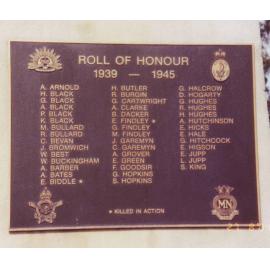 ROLL OF HONOUR
1939 — 1945
A. ARNOLD
H. BLACK
G. BLACK
A. BLACK
P. BLACK
K. BLACK
M. BULLARD
R. BULLARD
C. BEVAN
J. BROMWICH
W. BEST
W. BUCKINGHAM
A. BARBER
A. BATES
E. BIDDLE *
H. BUTLER
R. BURGIN
G. CARTWRIGHT
A. CLARKE
B. DACKER
E. FINDLEY *
G. FINDLEY
M. FINDLEY
J. GAREMYN
C. GAREMYN
A. GROVER
E. GREEN
F. GOODSIR
G. HOPKINS
S. HOPKINS
G. HALCROW
D. HOGARTY
G. HUGHES
R. HUGHES
H. HUGHES
A. HUTCHINSON
E. HICKS
E. HALE
G. HITCHCOCK
E. HISSON
E. JUPP
L. JUPP
S. KING
* KILLED IN ACTION
MN